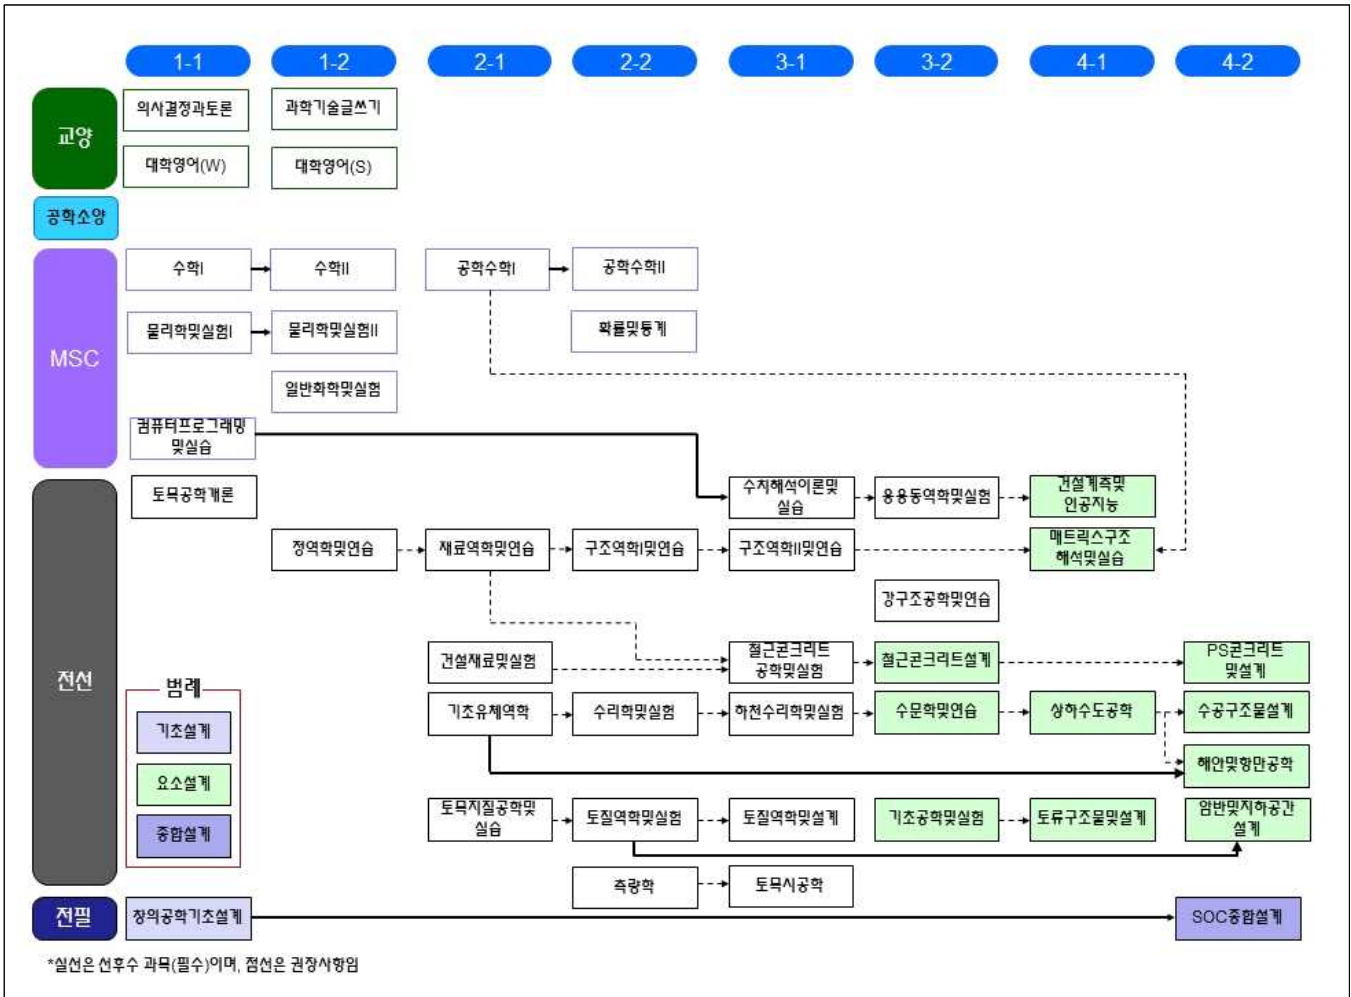 1-1 1-2 2-1 2-2 3-1 3-2 4-1 4-2
교양
의사결정과토론
과학기술글쓰기
대학영어(W)
대학영어(S)
공학소양
MSC
수학I
수학II
공학수학I
공학수학II
물리학및실험I
물리학및실험II
확률및통계
일반화학및실험
컴퓨터프로그래밍
및실습
전선
토목공학개론
수치해석이론및
실습
응용동역학및실험
건설계측및
인공지능
정역학및연습
재료역학및연습
구조역학I및연습
구조역학II및연습
매트릭스구조
해석및실습
강구조공학및연습
건설재료및실험
철근콘크리트
공학및실험
철근콘크리트설계
PS콘크리트
및설계
기초유체역학
수리학및실험
하천수리학및실험
수문학및연습
상하수도공학
수공구조물설계
해안및항만공학
토목지질공학및
실습
토질역학및실험
토질역학및설계
기초공학및실험
토류구조물및설계
암반및지하공간
설계
측량학
토목시공학
범례
기초설계
요소설계
종합설계
전필
창의공학기초설계
SOC종합설계
*실선은 선후수 과목(필수)이며, 점선은 권장사항임